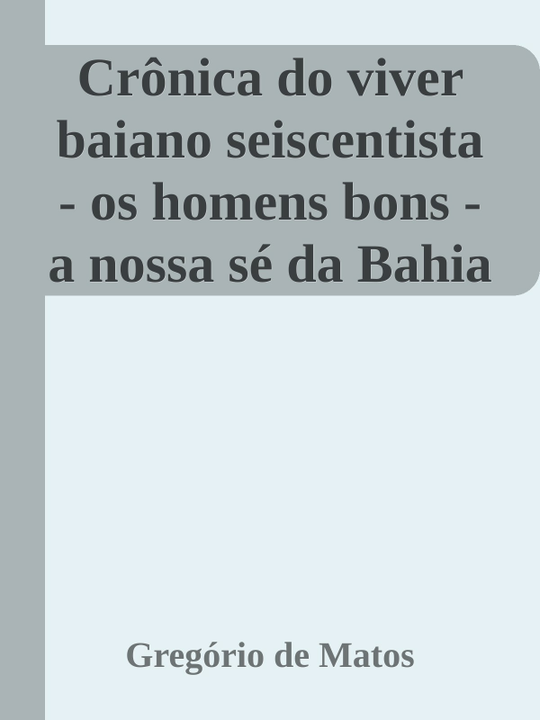 Crônica do viver
baiano seiscentista
- os homens bons -
a nossa sé da Bahia
Gregório de Matos